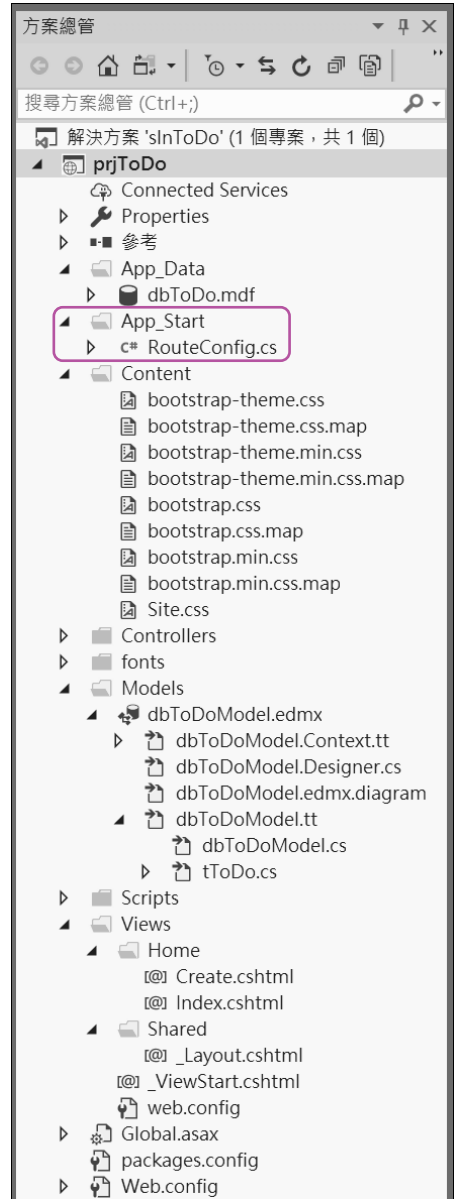 方案總管
搜尋方案總管 (Ctrl+;)
解決方案 'slnToDo' (1 個專案，共 1 個)
prjToDo
Connected Services
Properties
參考
App_Data
dbToDo.mdf
App_Start
C# RouteConfig.cs
Content
bootstrap-theme.css
bootstrap-theme.css.map
bootstrap-theme.min.css
bootstrap-theme.min.css.map
bootstrap.css
bootstrap.css.map
bootstrap.min.css
bootstrap.min.css.map
Site.css
Controllers
fonts
Models
dbToDoModel.edmx
dbToDoModel.Context.tt
dbToDoModel.Designer.cs
dbToDoModel.edmx.diagram
dbToDoModel.tt
dbToDoModel.cs
tToDo.cs
Scripts
Views
Home
[@] Create.cshtml
[@] Index.cshtml
Shared
[@] _Layout.cshtml
[@] _ViewStart.cshtml
web.config
Global.asax
packages.config
Web.config